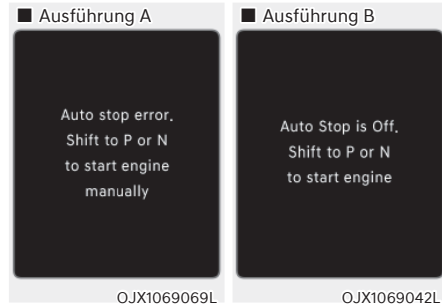 ■ Ausführung A
Auto stop error.
Shift to P or N
to start engine
manually
OJX1069069L
■ Ausführung B
Auto Stop is Off.
Shift to P or N
to start engine
OJX1069042L